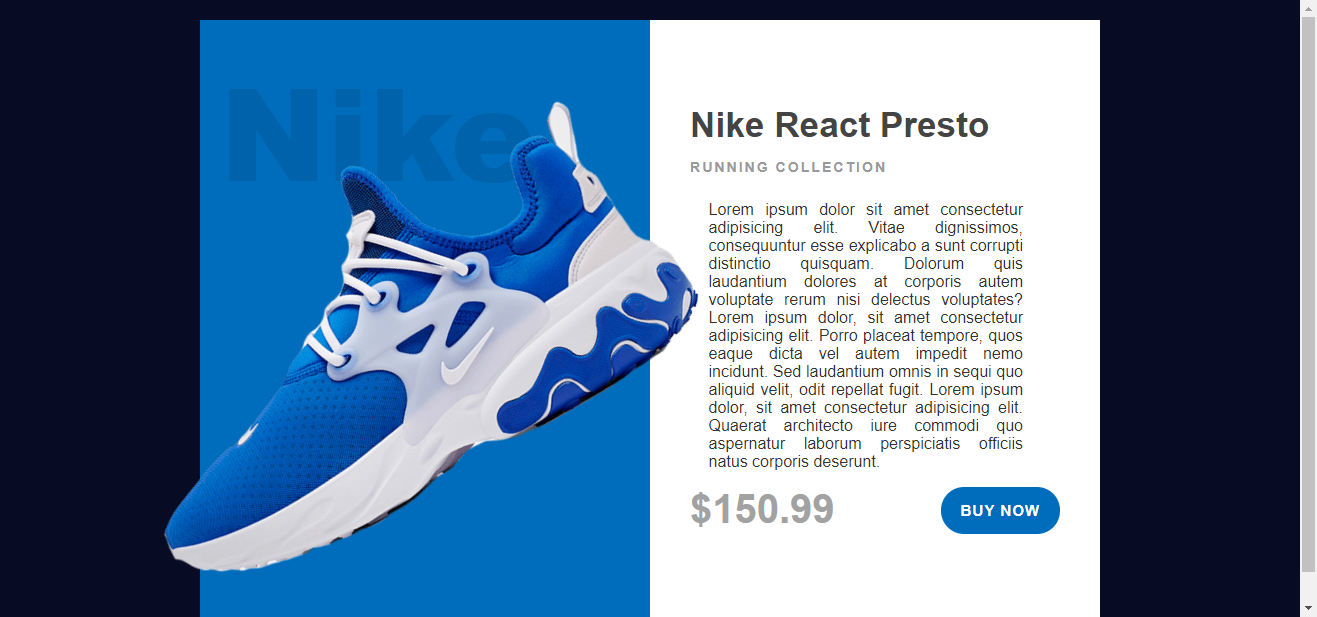 Nike
Nike React Presto
RUNNING COLLECTION
Lorem ipsum dolor sit amet consectetur
adipisicing elit. Vitae dignissimos,
consequuntur esse explicabo a sunt corrupti
distinctio quisquam. Dolorum quis
laudantium dolores at corporis autem
voluptate rerum nisi delectus voluptates?
Lorem ipsum dolor, sit amet consectetur
adipisicing elit. Porro placeat tempore, quos
eaque dicta vel autem impedit nemo
incidunt. Sed laudantium omnis in sequi quo
aliquid velit, odit repellat fugit. Lorem ipsum
dolor, sit amet consectetur adipisicing elit.
Quaerat architecto iure commodi quo
aspernatur laborum perspiciatis officiis
natus corporis deserunt.
$150.99
BUY NOW